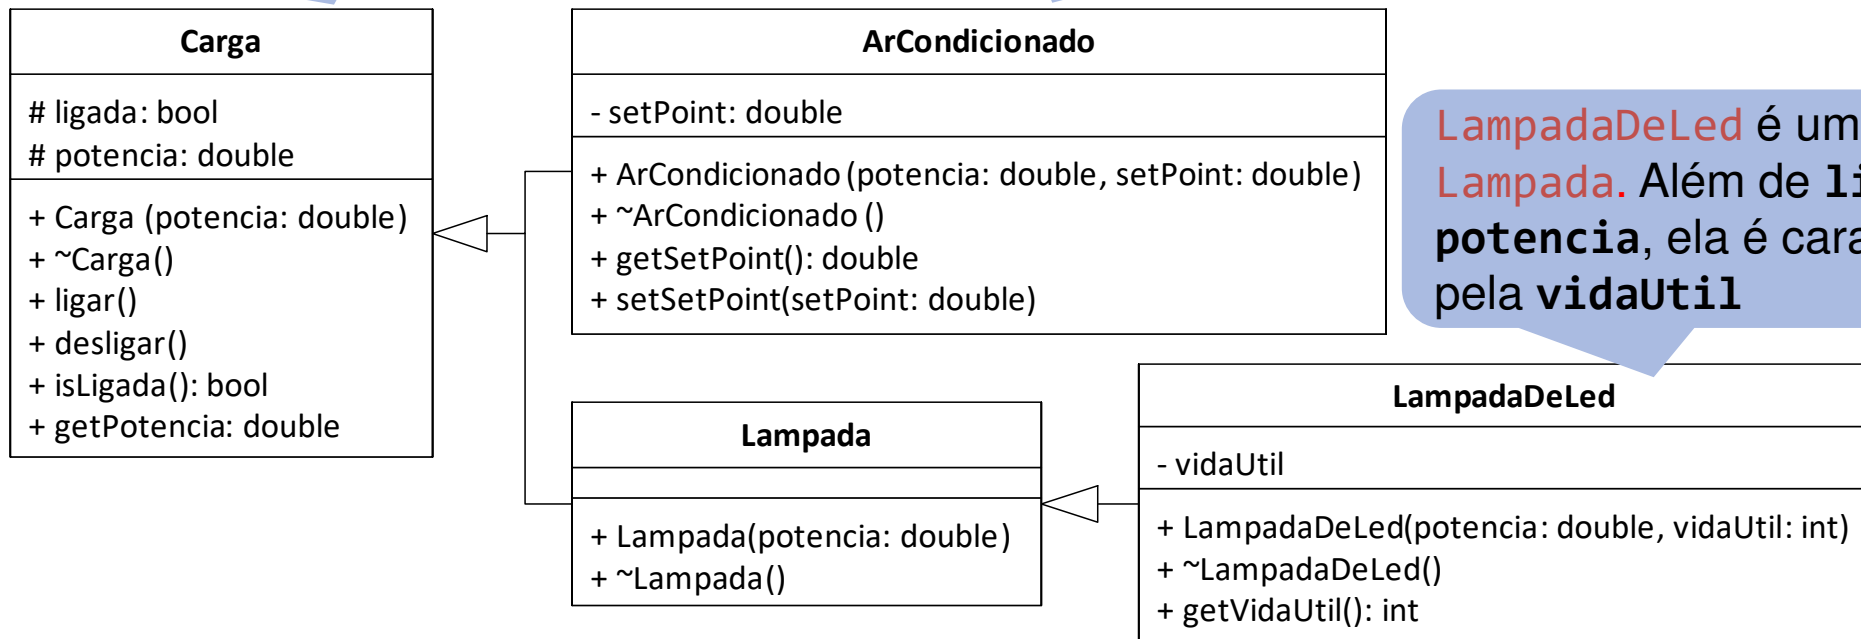 Carga
# ligada: bool
# potencia: double
+ Carga (potencia: double)
+ ~Carga()
+ ligar()
+ desligar()
+ isLigada(): bool
+ getPotencia: double
ArCondicionado
- setPoint: double
+ ArCondicionado (potencia: double, setPoint: double)
+ ~ArCondicionado ()
+ getSetPoint(): double
+ setSetPoint(setPoint: double)
LampadaDeLed é um
Lampada. Além de li
potencia, ela é cara
pela vidaUtil
Lampada
+ Lampada(potencia: double)
+ ~Lampada()
LampadaDeLed
- vidaUtil
+ LampadaDeLed(potencia: double, vidaUtil: int)
+ ~LampadaDeLed()
+ getVidaUtil(): int